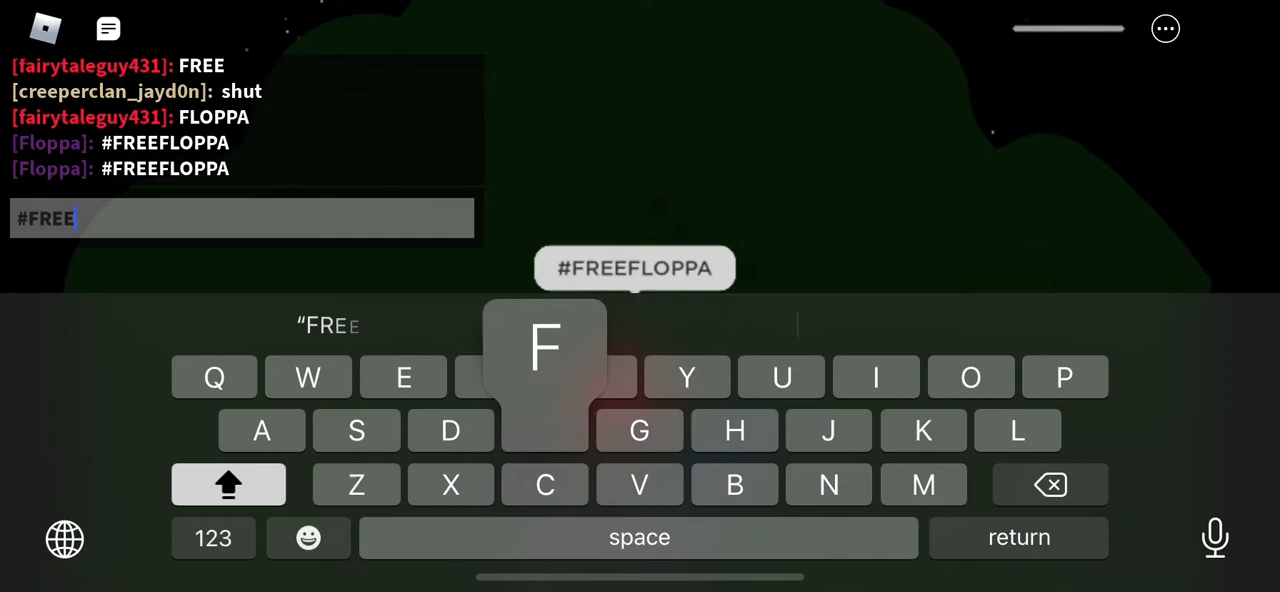 [fairytaleguy431]: FREE
[creeperclan_jayd0n]: shut
[fairytaleguy431]: FLOPPA
[Floppa]: #FREEFLOPPA
[Floppa]: #FREEFLOPPA
#FREE
#FREEFLOPPA
“FREE
F
Q W E Y U I O P
A S D G H J K L
Z X C V B N M
123 space return